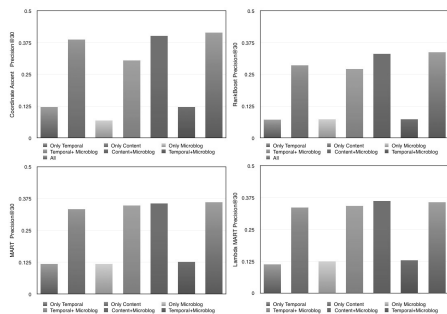 0.5
0.375
0.25
0.125
0
Coordinate Ascent Precision@30
Only Temporal Only Content Only Microblog
Temporal+ Microblog Content+Microblog Temporal+Microblog
All
0.5
0.375
0.25
0.125
0
RankBoost Precision@30
Only Temporal Only Content Only Microblog
Temporal+ Microblog Content+Microblog Temporal+Microblog
All
0.5
0.375
0.25
0.125
0
MART Precision@30
Only Temporal Only Content Only Microblog
Temporal+ Microblog Content+Microblog Temporal+Microblog
0.5
0.375
0.25
0.125
0
Lambda MART Precision@30
Only Temporal Only Content Only Microblog
Temporal+ Microblog Content+Microblog Temporal+Microblog